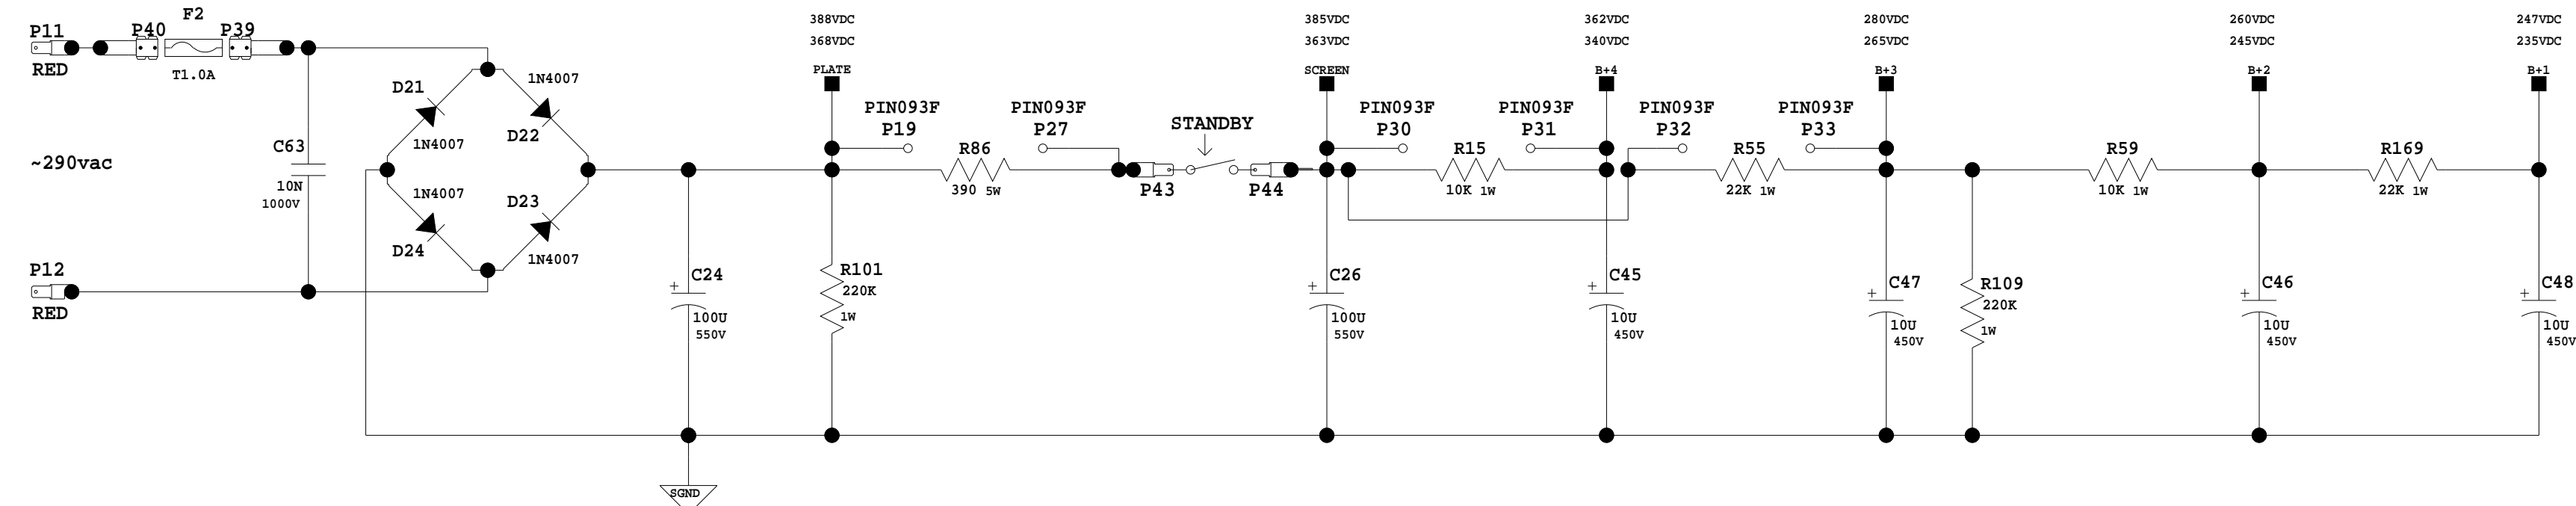 F2
P11
P40
P39
RED
T1.0A
~290vac
C63
10N
1000V
P12
RED
D21
1N4007
1N4007
D22
1N4007
D24
D23
1N4007
388VDC
368VDC
PLATE
PIN093F
P19
R86
390 5W
PIN093F
P27
STANDBY
P43
P44
C24
+
100U
550V
R101
220K
1W
SGND
385VDC
363VDC
SCREEN
PIN093F
P30
R15
10K 1W
PIN093F
P31
C26
+
100U
550V
362VDC
340VDC
B+4
PIN093F
P32
R55
22K 1W
PIN093F
P33
C45
+
10U
450V
280VDC
265VDC
B+3
C47
+
10U
450V
R109
220K
1W
R59
10K 1W
260VDC
245VDC
B+2
C46
+
10U
450V
R169
22K 1W
247VDC
235VDC
B+1
C48
+
10U
450V